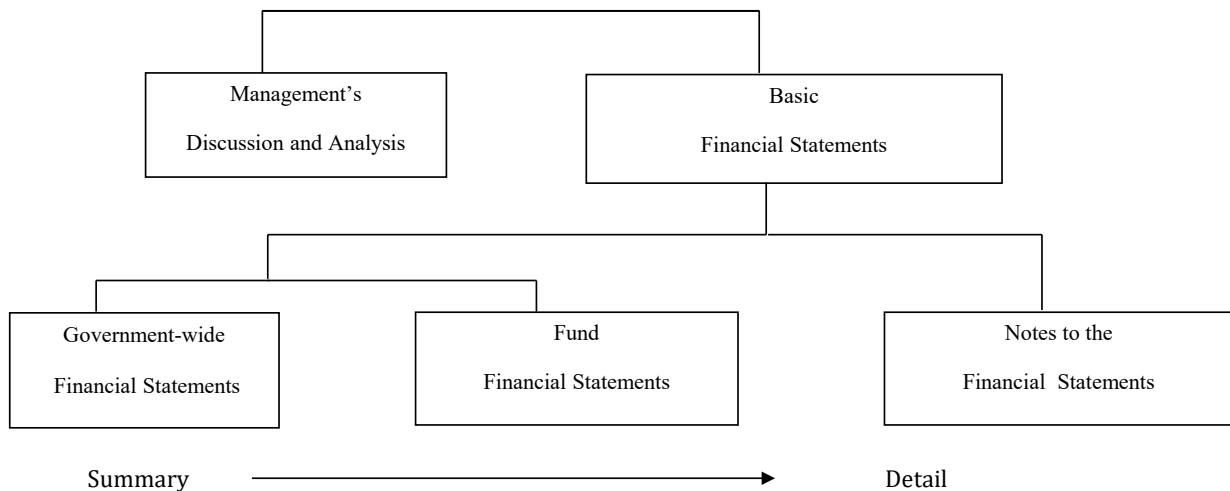 Management’s
Discussion and Analysis
Basic
Financial Statements
Government-wide
Financial Statements
Fund
Financial Statements
Notes to the
Financial Statements
Summary
Detail